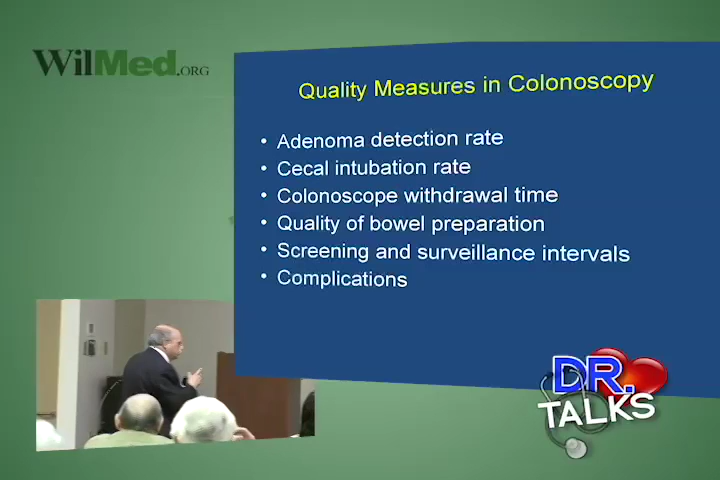 WilMed.ORG
Quality Measures in Colonoscopy
• Adenoma detection rate
• Cecal intubation rate
• Colonoscope withdrawal time
• Quality of bowel preparation
• Screening and surveillance intervals
• Complications
DR.
TALKS